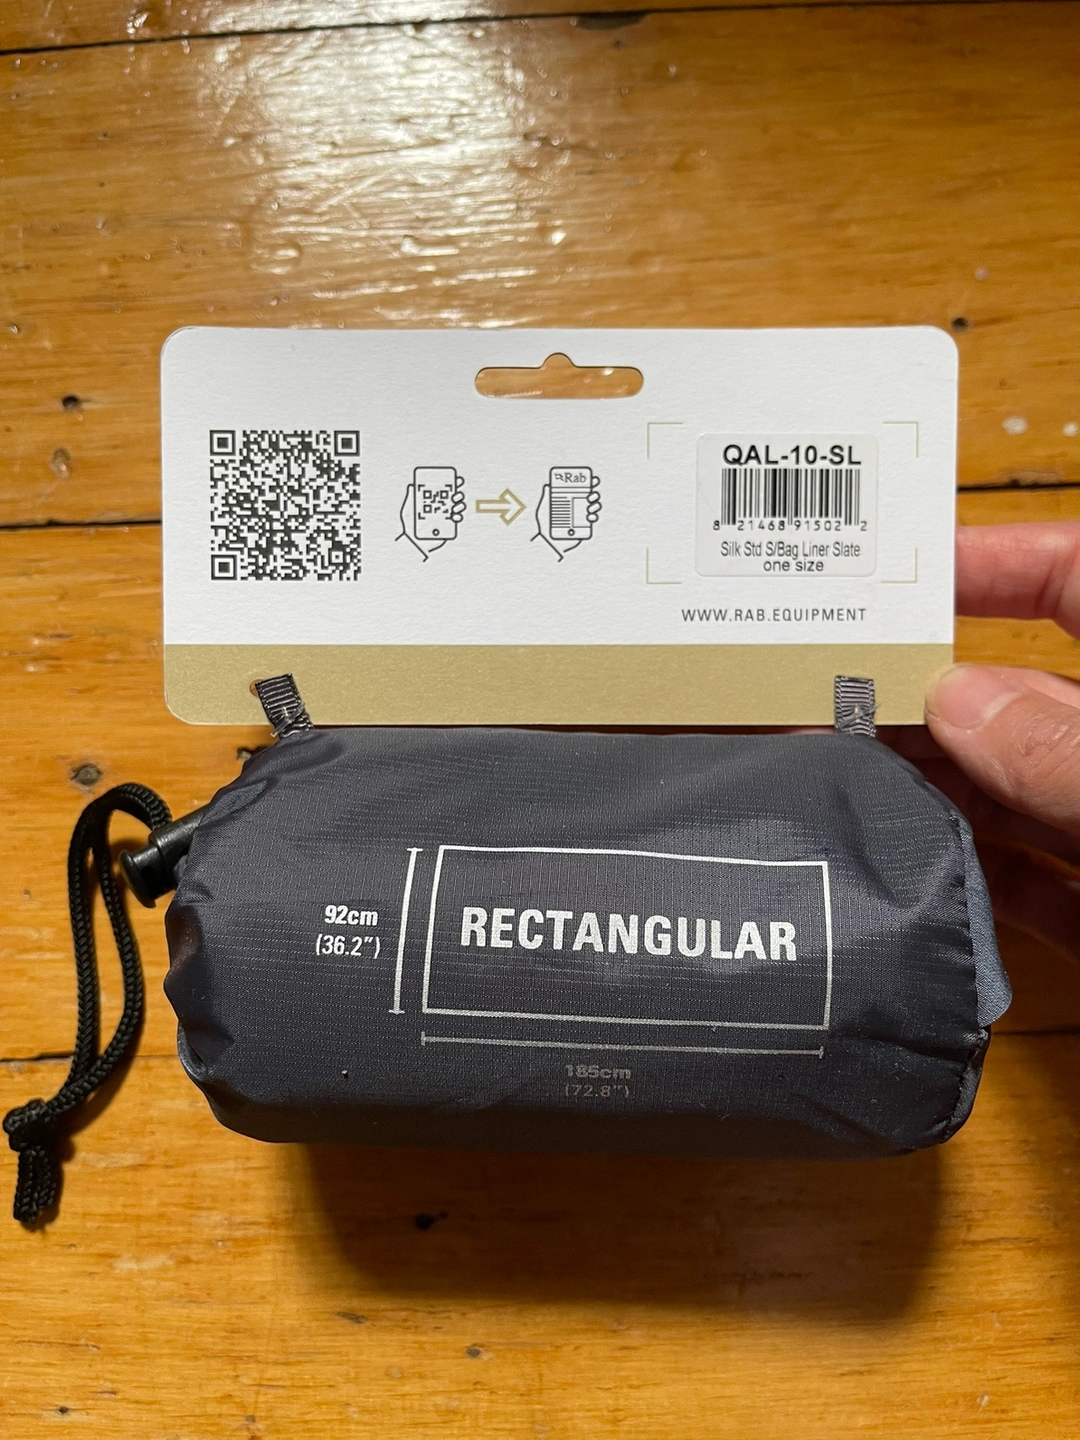 QAL-10-SL
8 21468 91502 2
Silk Std S/Bag Liner Slate
one size
Rab
WWW.RAB.EQUIPMENT
92cm
(36.2")
RECTANGULAR
185cm
(72.8")